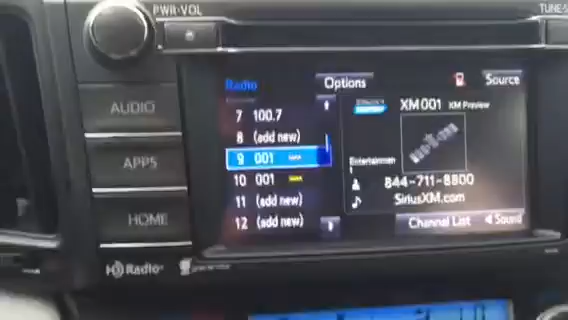 PWR•VOL
TUNE•S
AUDIO
APPS
HOME
HD Radio
Radio
Options
Source
7 100.7
8 (add new)
9 001
10 001
11 (add new)
12 (add new)
XM001 XM Preview
Entertainmen
t
844-711-8800
SiriusXM.com
Channel List
Sound